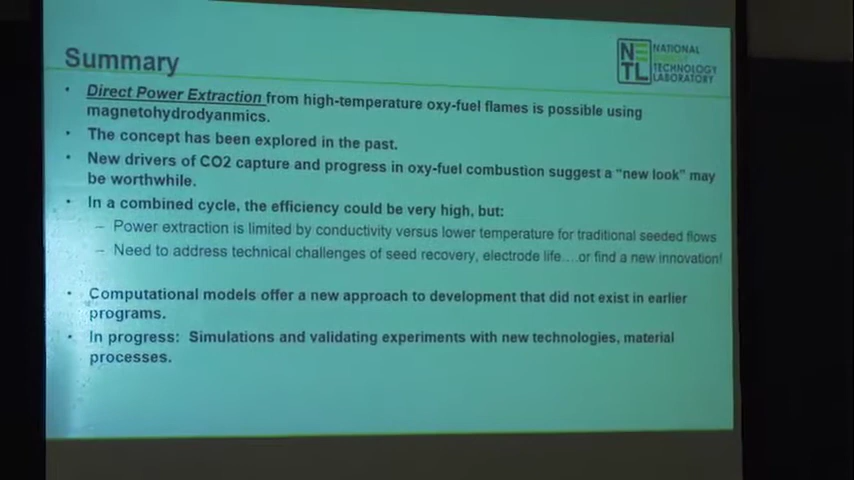 Summary
NETL NATIONAL
ENERGY
TECHNOLOGY
LABORATORY
• Direct Power Extraction from high-temperature oxy-fuel flames is possible using
magnetohydrodyanmics.
• The concept has been explored in the past.
• New drivers of CO2 capture and progress in oxy-fuel combustion suggest a “new look” may
be worthwhile.
• In a combined cycle, the efficiency could be very high, but:
– Power extraction is limited by conductivity versus lower temperature for traditional seeded flows
– Need to address technical challenges of seed recovery, electrode life….or find a new innovation!
• Computational models offer a new approach to development that did not exist in earlier
programs.
• In progress: Simulations and validating experiments with new technologies, material
processes.